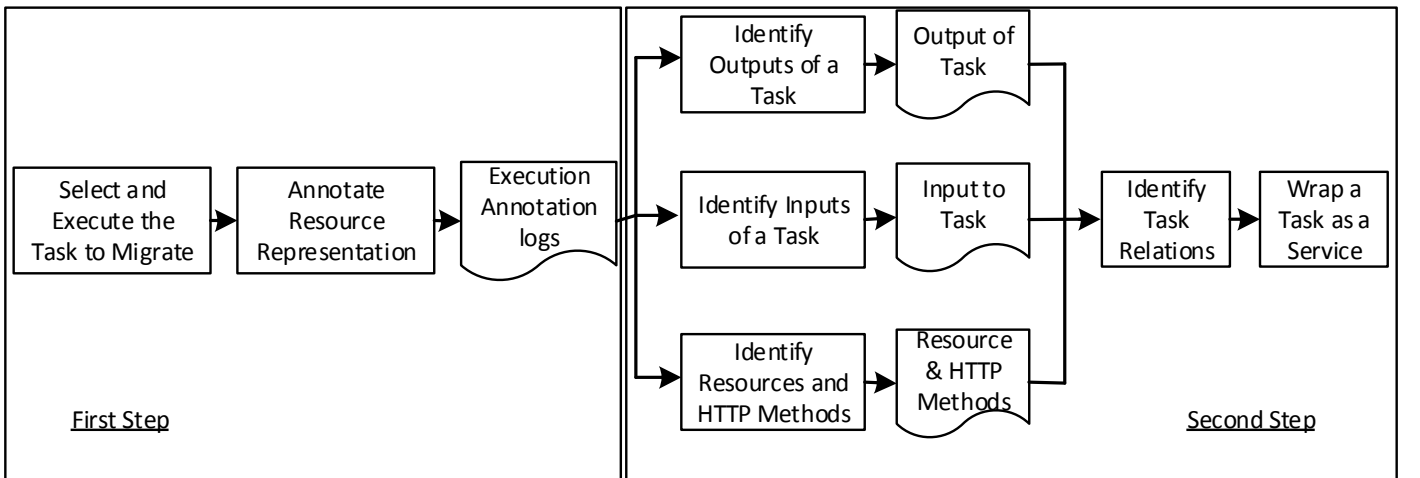 Select and
Execute the
Task to Migrate
Annotate
Resource
Representation
Execution
Annotation
logs
First Step
Identify
Outputs of a
Task
Output of
Task
Identify Inputs
of a Task
Input to
Task
Identify
Resources and
HTTP Methods
Resource
& HTTP
Methods
Identify
Task
Relations
Wrap a
Task as a
Service
Second Step